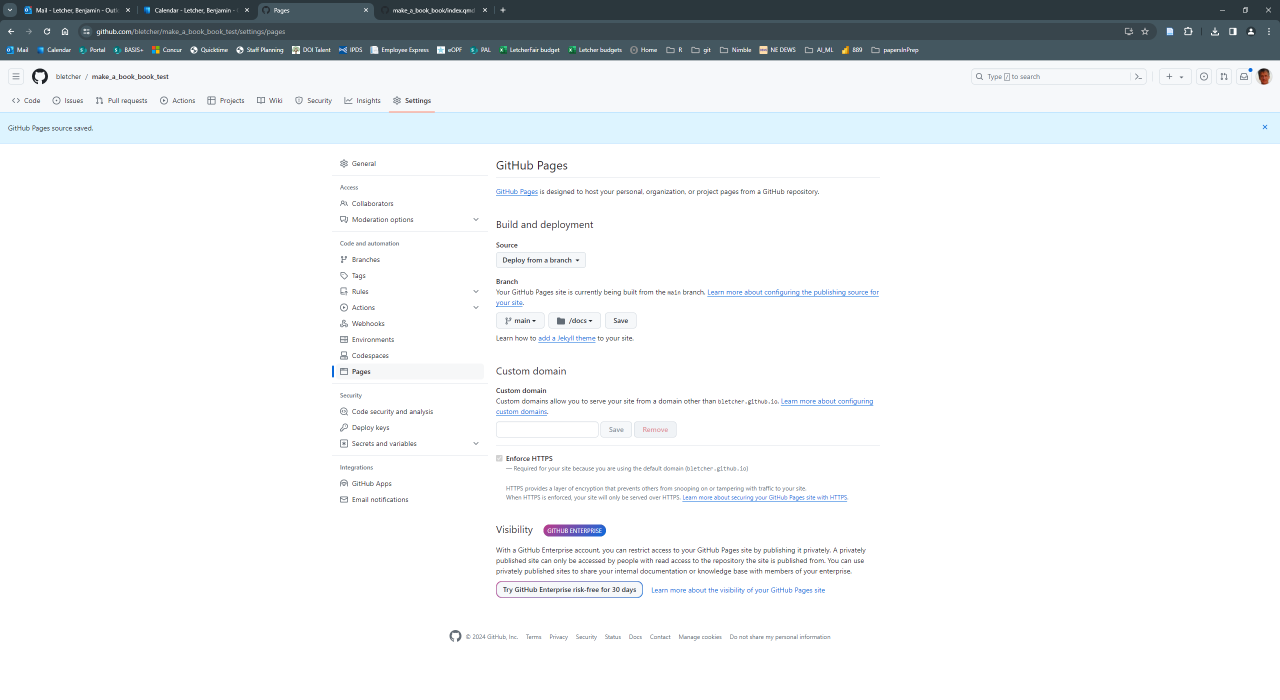 Mail - Letcher, Benjamin - Outl
Calendar - Letcher, Benjamin -
Pages
make_a_book_book/index.qmd
github.com/bletcher/make_a_book_book_test/settings/pages
Mail
Calendar
Portal
BASIS+
Concur
Quicktime
Staff Planning
DOI Talent
IPDS
Employee Express
eOPF
PAL
LetcherFair budget
Letcher budgets
Home
R
git
Nimble
NE DEWS
AI_ML
889
papersInPrep
bletcher / make_a_book_book_test
Type / to search
Code
Issues
Pull requests
Actions
Projects
Wiki
Security
Insights
Settings
GitHub Pages source saved.
General
Access
Collaborators
Moderation options
Code and automation
Branches
Tags
Rules
Actions
Webhooks
Environments
Codespaces
Pages
Security
Code security and analysis
Deploy keys
Secrets and variables
Integrations
GitHub Apps
Email notifications
GitHub Pages
GitHub Pages is designed to host your personal, organization, or project pages from a GitHub repository.
Build and deployment
Source
Deploy from a branch
Branch
Your GitHub Pages site is currently being built from the main branch. Learn more about configuring the publishing source for
your site.
main
/docs
Save
Learn how to add a Jekyll theme to your site.
Custom domain
Custom domain
Custom domains allow you to serve your site from a domain other than bletcher.github.io. Learn more about configuring
custom domains.
Save
Remove
Enforce HTTPS
— Required for your site because you are using the default domain (bletcher.github.io)
HTTPS provides a layer of encryption that prevents others from snooping on or tampering with traffic to your site.
When HTTPS is enforced, your site will only be served over HTTPS. Learn more about securing your GitHub Pages site with HTTPS
Visibility
GITHUB ENTERPRISE
With a GitHub Enterprise account, you can restrict access to your GitHub Pages site by publishing it privately. A privately
published site can only be accessed by people with read access to the repository the site is published from. You can use
privately published sites to share your internal documentation or knowledge base with members of your enterprise.
Try GitHub Enterprise risk-free for 30 days
Learn more about the visibility of your GitHub Pages site
© 2024 GitHub, Inc.
Terms
Privacy
Security
Status
Docs
Contact
Manage cookies
Do not share my personal information